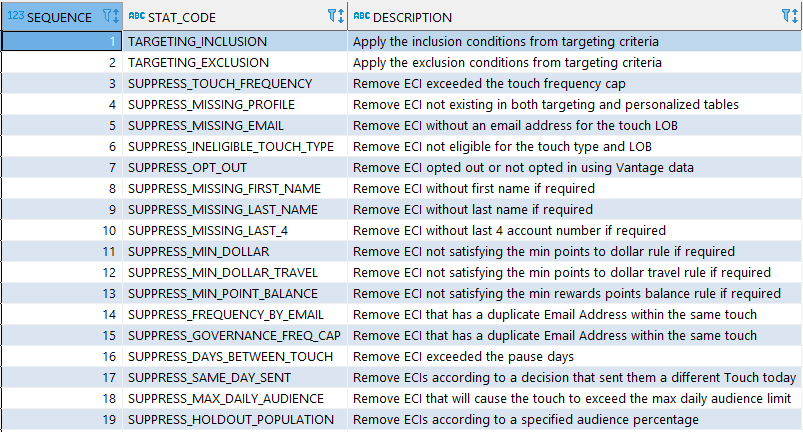 123 SEQUENCE ABC STAT_CODE ABC DESCRIPTION
1 TARGETING_INCLUSION Apply the inclusion conditions from targeting criteria
2 TARGETING_EXCLUSION Apply the exclusion conditions from targeting criteria
3 SUPPRESS_TOUCH_FREQUENCY Remove ECI exceeded the touch frequency cap
4 SUPPRESS_MISSING_PROFILE Remove ECI not existing in both targeting and personalized tables
5 SUPPRESS_MISSING_EMAIL Remove ECI without an email address for the touch LOB
6 SUPPRESS_INELIGIBLE_TOUCH_TYPE Remove ECI not eligible for the touch type and LOB
7 SUPPRESS_OPT_OUT Remove ECI opted out or not opted in using Vantage data
8 SUPPRESS_MISSING_FIRST_NAME Remove ECI without first name if required
9 SUPPRESS_MISSING_LAST_NAME Remove ECI without last name if required
10 SUPPRESS_MISSING_LAST_4 Remove ECI without last 4 account number if required
11 SUPPRESS_MIN_DOLLAR Remove ECI not satisfying the min points to dollar rule if required
12 SUPPRESS_MIN_DOLLAR_TRAVEL Remove ECI not satisfying the min points to dollar travel rule if required
13 SUPPRESS_MIN_POINT_BALANCE Remove ECI not satisfying the min rewards points balance rule if required
14 SUPPRESS_FREQUENCY_BY_EMAIL Remove ECI that has a duplicate Email Address within the same touch
15 SUPPRESS_GOVERNANCE_FREQ_CAP Remove ECI that has a duplicate Email Address within the same touch
16 SUPPRESS_DAYS_BETWEEN_TOUCH Remove ECI exceeded the pause days
17 SUPPRESS_SAME_DAY_SENT Remove ECIs according to a decision that sent them a different Touch today
18 SUPPRESS_MAX_DAILY_AUDIENCE Remove ECI that will cause the touch to exceed the max daily audience limit
19 SUPPRESS_HOLDOUT_POPULATION Remove ECIs according to a specified audience percentage